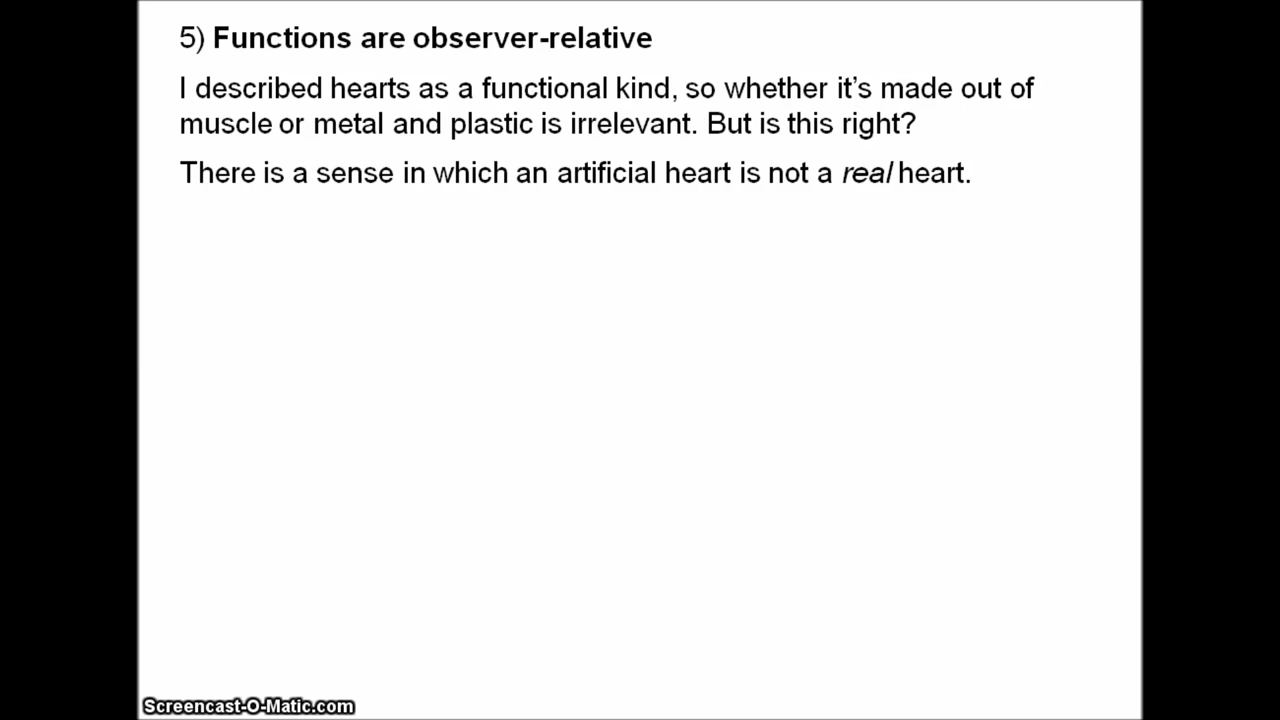 5) Functions are observer-relative
I described hearts as a functional kind, so whether it’s made out of
muscle or metal and plastic is irrelevant. But is this right?
There is a sense in which an artificial heart is not a real heart.
Screencast-O-Matic.com